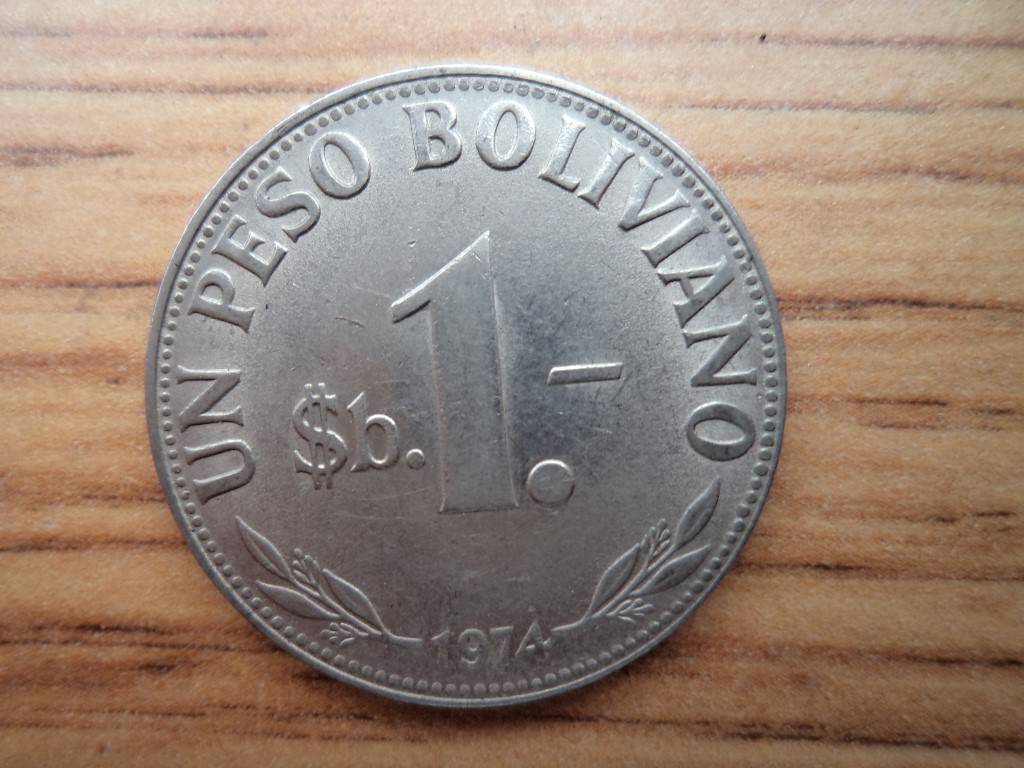 UN PESO BOLIVIANO
$b. 1.-
1974